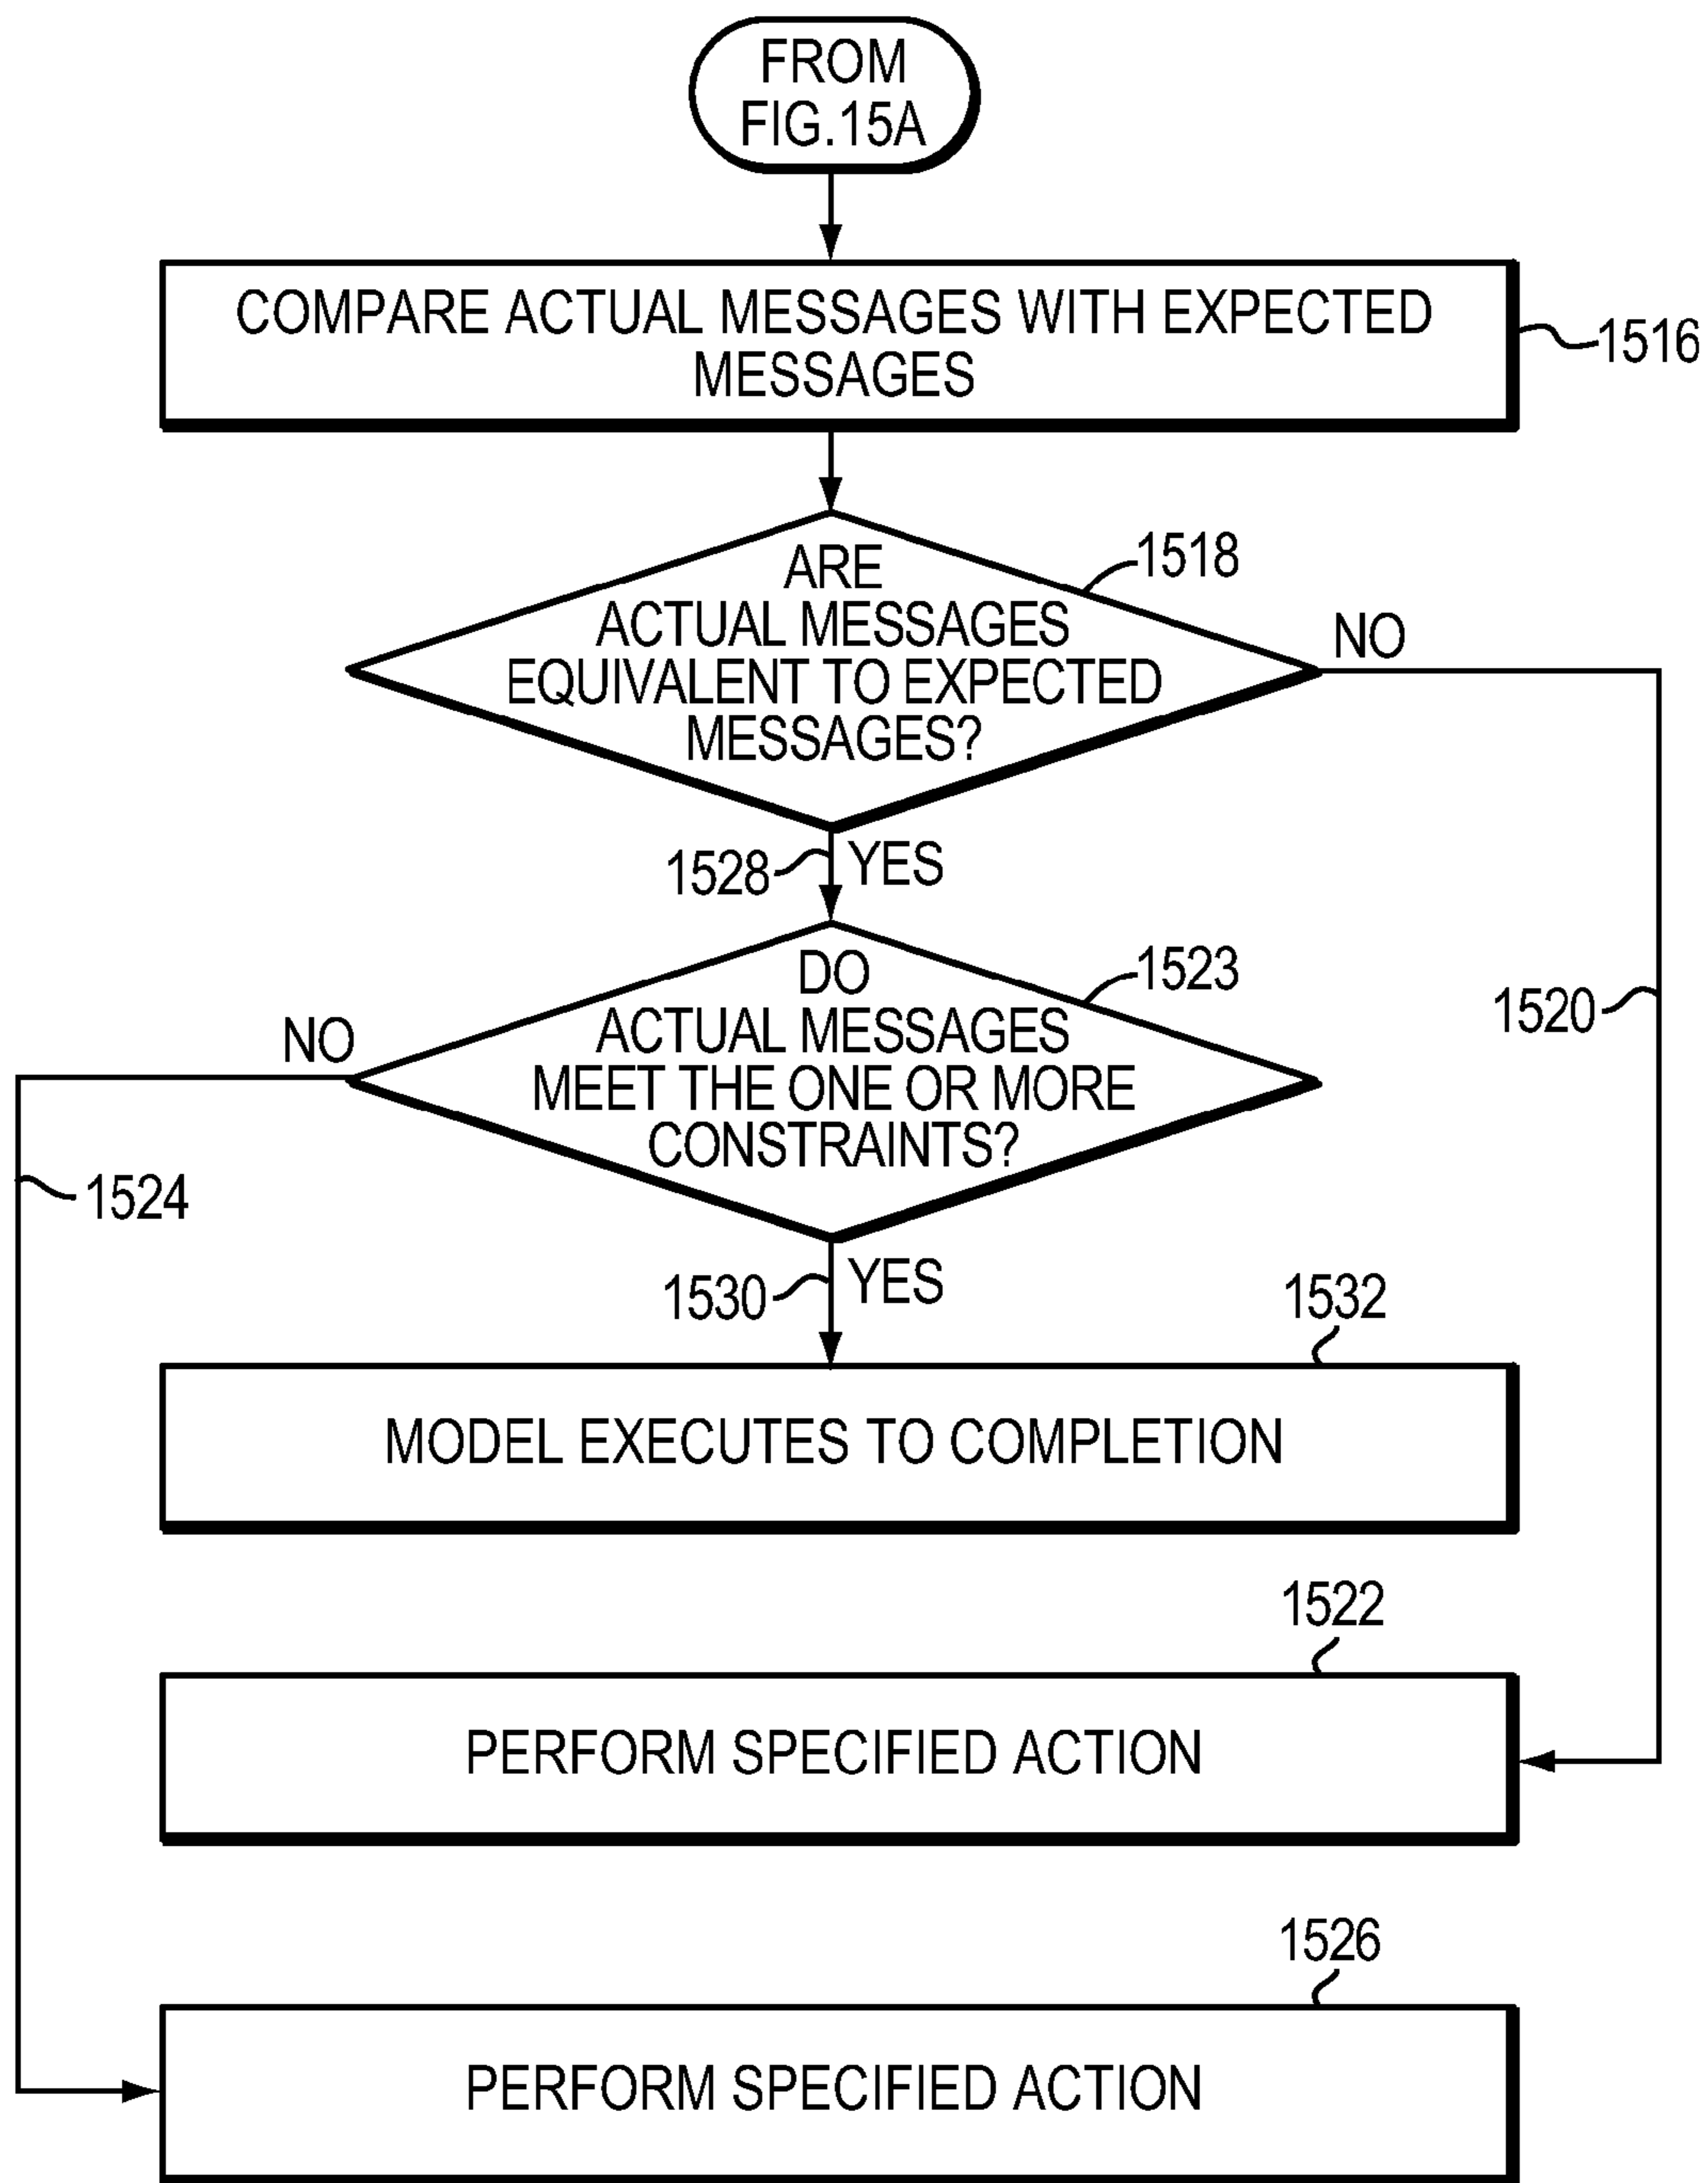 FROM
FIG.15A
COMPARE ACTUAL MESSAGES WITH EXPECTED
MESSAGES
1516
ARE
ACTUAL MESSAGES
EQUIVALENT TO EXPECTED
MESSAGES?
1518
NO
1528
YES
1520
DO
ACTUAL MESSAGES
MEET THE ONE OR MORE
CONSTRAINTS?
1523
NO
1524
1530
YES
1532
MODEL EXECUTES TO COMPLETION
1522
PERFORM SPECIFIED ACTION
1526
PERFORM SPECIFIED ACTION